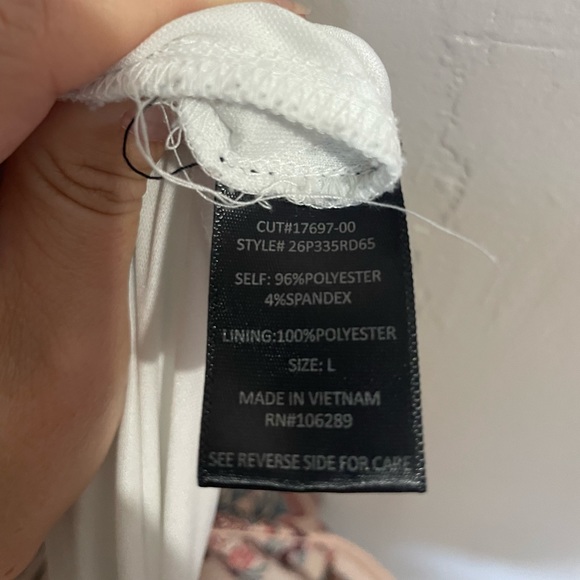 CUT#17697-00
STYLE# 26P335RD65
SELF: 96%POLYESTER
4%SPANDEX
LINING:100%POLYESTER
SIZE: L
MADE IN VIETNAM
RN#106289
SEE REVERSE SIDE FOR CARE